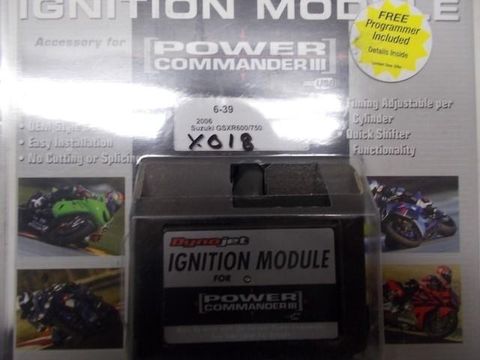 IGNITION MODULE
FREE
Programmer
Included
Details Inside
Accessory for
POWER
COMMANDER III
USB
6-39
2006
Suzuki GSXR600/750
X018
Timing Adjustable per
Cylinder
Quick Shifter
Functionality
• Easy Installation
• No Cutting or Splicing
Dynojet
IGNITION MODULE
FOR
POWER
COMMANDER III